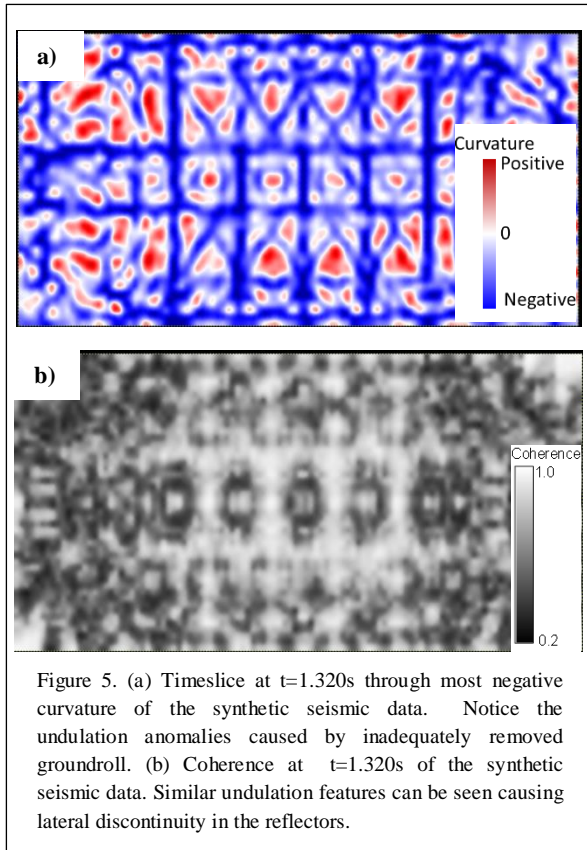 a)
Curvature
Positive
0
Negative
b)
Coherence
1.0
0.2
Figure 5. (a) Timeslice at t=1.320s through most negative
curvature of the synthetic seismic data. Notice the
undulation anomalies caused by inadequately removed
groundroll. (b) Coherence at t=1.320s of the synthetic
seismic data. Similar undulation features can be seen causing
lateral discontinuity in the reflectors.